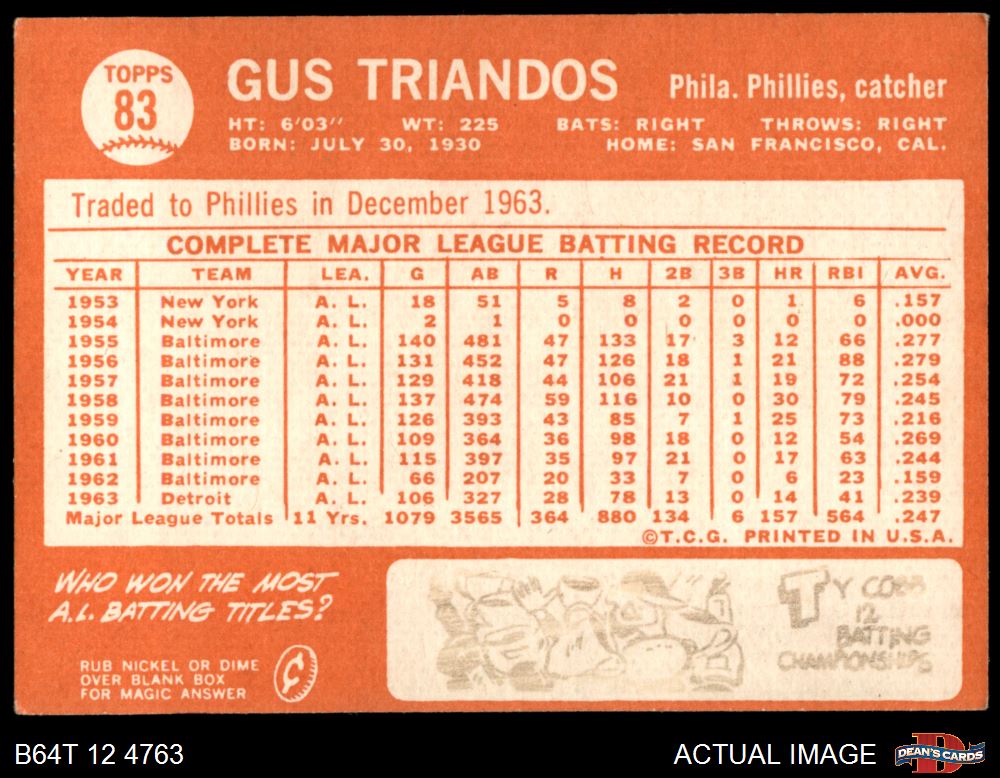 TOPPS
83
GUS TRIANDOS
Phila. Phillies, catcher
HT: 6'03" WT: 225 BATS: RIGHT THROWS: RIGHT
BORN: JULY 30, 1930 HOME: SAN FRANCISCO, CAL.
Traded to Phillies in December 1963.
COMPLETE MAJOR LEAGUE BATTING RECORD
YEAR TEAM LEA. G AB R H 2B 3B HR RBI AVG.
1953 New York A. L. 18 51 5 8 2 0 1 6 .157
1954 New York A. L. 2 1 0 0 0 0 0 0 .000
1955 Baltimore A. L. 140 481 47 133 17 3 12 66 .277
1956 Baltimore A. L. 131 452 47 126 18 1 21 88 .279
1957 Baltimore A. L. 129 418 44 106 21 1 19 72 .254
1958 Baltimore A. L. 137 474 59 116 10 0 30 79 .245
1959 Baltimore A. L. 126 393 43 85 7 1 25 73 .216
1960 Baltimore A. L. 109 364 36 98 18 0 12 54 .269
1961 Baltimore A. L. 115 397 35 97 21 0 17 63 .244
1962 Baltimore A. L. 66 207 20 33 7 0 6 23 .159
1963 Detroit A. L. 106 327 28 78 13 0 14 41 .239
Major League Totals 11 Yrs. 1079 3565 364 880 134 6 157 564 .247
©T.C.G. PRINTED IN U.S.A.
WHO WON THE MOST
A.L. BATTING TITLES?
RUB NICKEL OR DIME
OVER BLANK BOX
FOR MAGIC ANSWER
¢
TY COBB
12
BATTING
CHAMPIONSHIPS
B64T 12 4763
ACTUAL IMAGE
D
DEAN'S CARDS